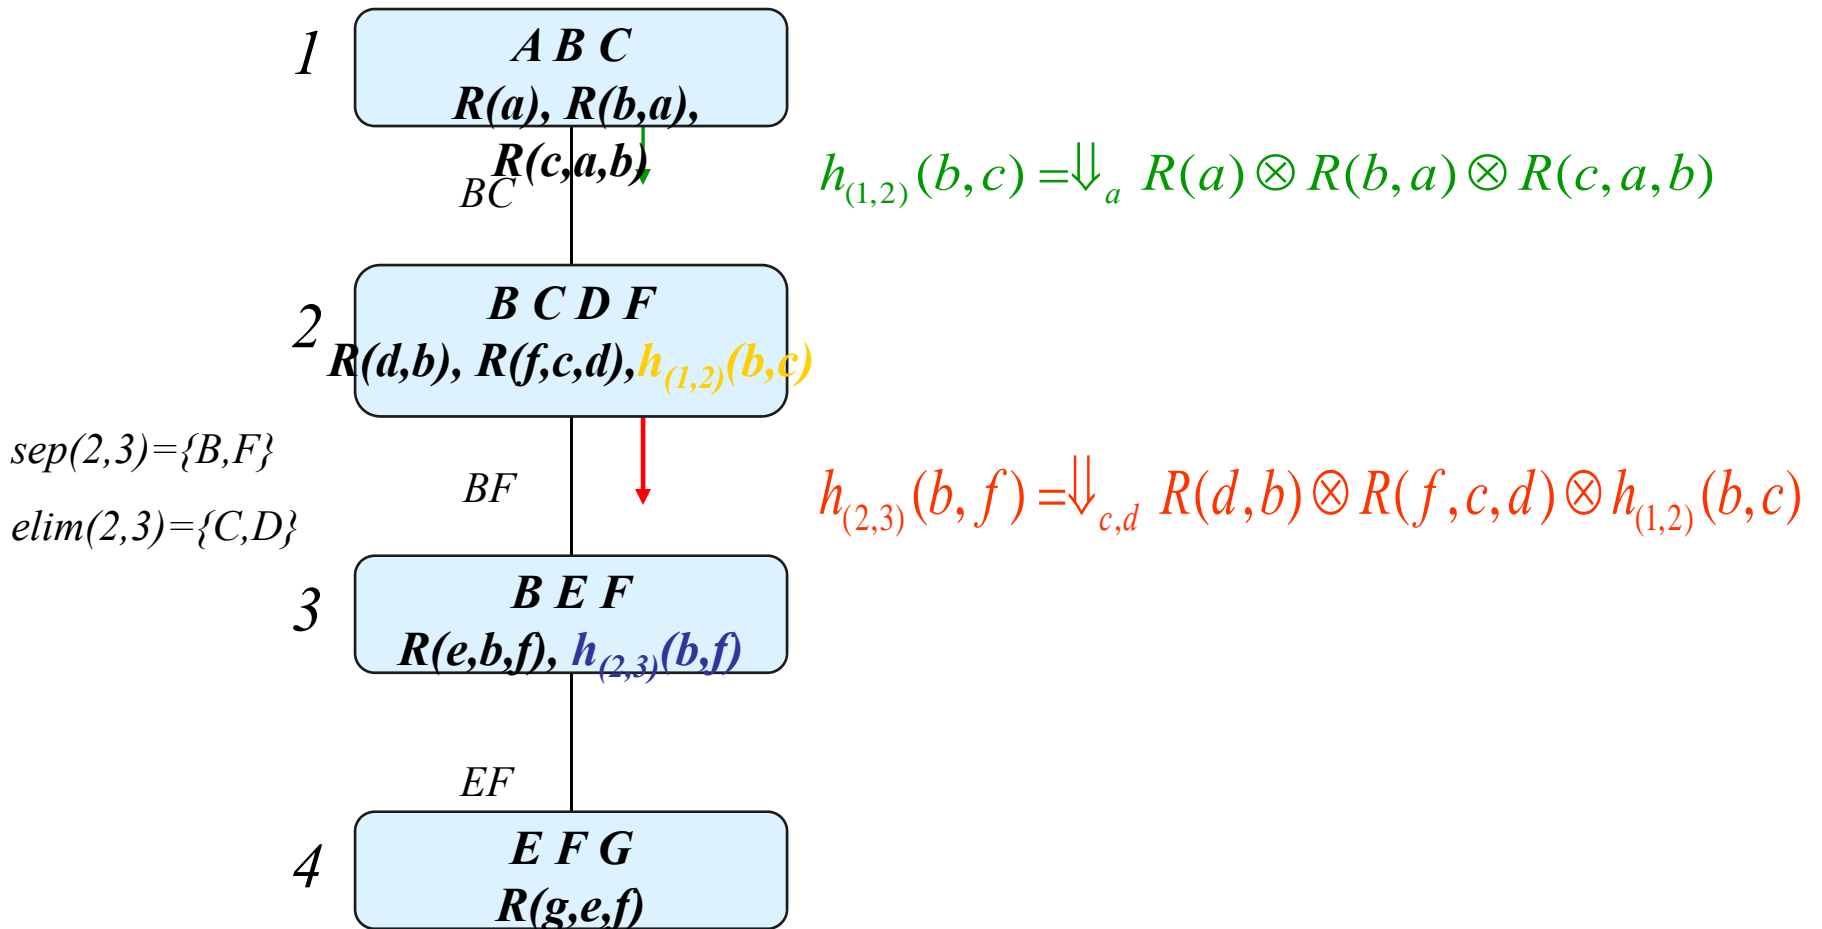 1
A B C
R(a), R(b,a),
R(c,a,b)
BC
h(1,2)(b,c) =⇓a R(a) ⊗ R(b,a) ⊗ R(c,a,b)
2
B C D F
R(d,b), R(f,c,d),h(1,2)(b,c)
sep(2,3)={B,F}
elim(2,3)={C,D}
BF
h(2,3)(b,f) =⇓c,d R(d,b) ⊗ R(f,c,d) ⊗ h(1,2)(b,c)
3
B E F
R(e,b,f), h(2,3)(b,f)
EF
4
E F G
R(g,e,f)